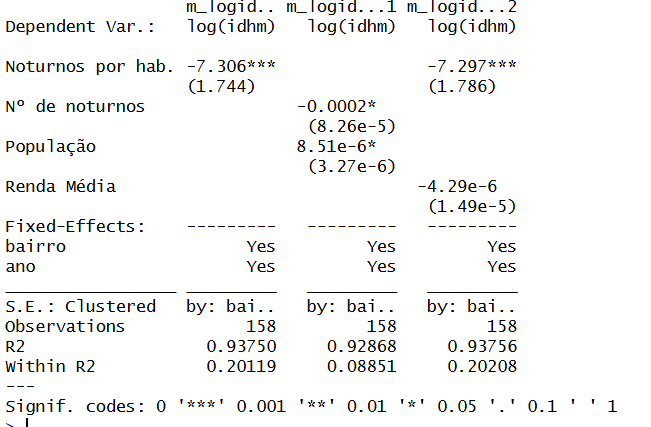 m_logid.. m_logid...1 m_logid...2
Dependent Var.: log(idhm) log(idhm) log(idhm)
Noturnos por hab. -7.306*** -7.297***
(1.744) (1.786)
Nº de noturnos -0.0002*
(8.26e-5)
População 8.51e-6*
(3.27e-6)
Renda Média -4.29e-6
(1.49e-5)
Fixed-Effects: --------- --------- ---------
bairro Yes Yes Yes
ano Yes Yes Yes
_________________ _________ _________ _________
S.E.: Clustered by: bai.. by: bai.. by: bai..
Observations 158 158 158
R2 0.93750 0.92868 0.93756
Within R2 0.20119 0.08851 0.20208
---
Signif. codes: 0 '***' 0.001 '**' 0.01 '*' 0.05 '.' 0.1 ' ' 1
>